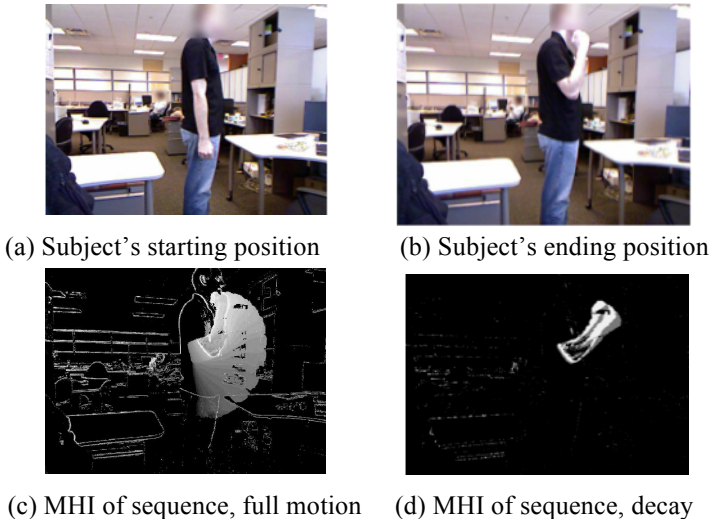 (a) Subject's starting position
(b) Subject's ending position
(c) MHI of sequence, full motion
(d) MHI of sequence, decay